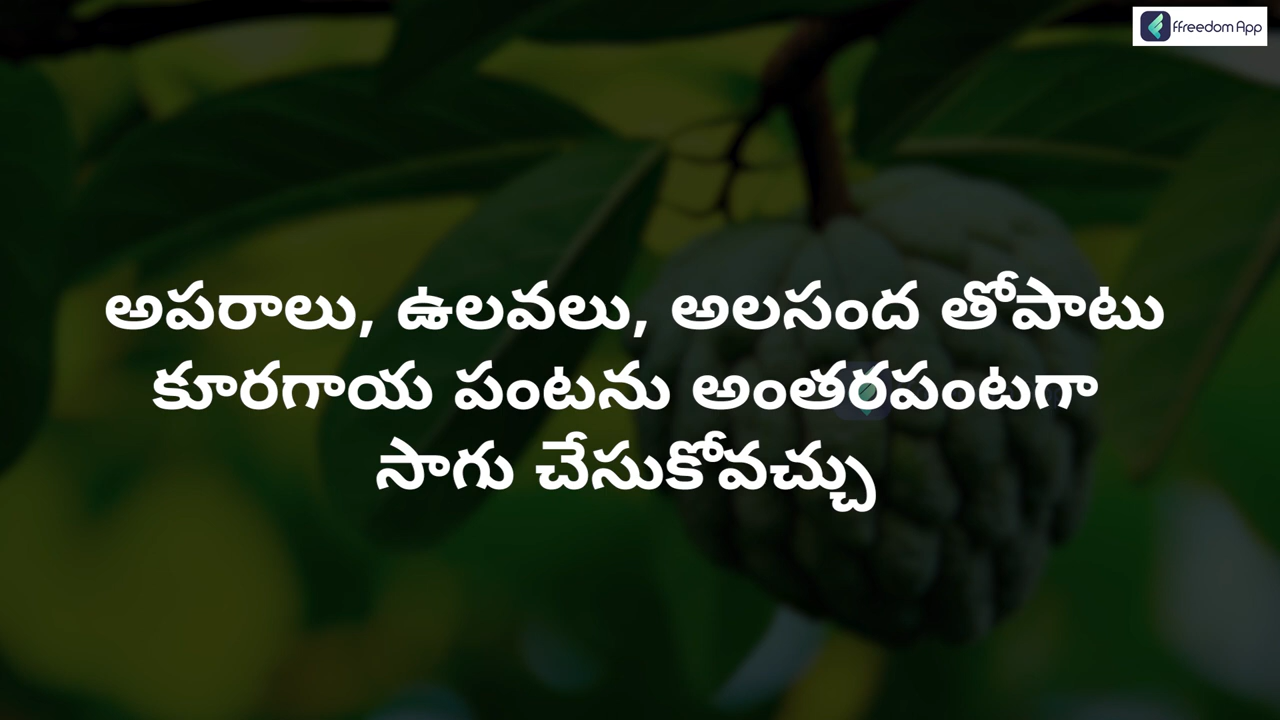 ffreedom App
అపరాలు, ఉలవలు, అలసంద తోపాటు
కూరగాయ పంటను అంతరపంటగా
సాగు చేసుకోవచ్చు